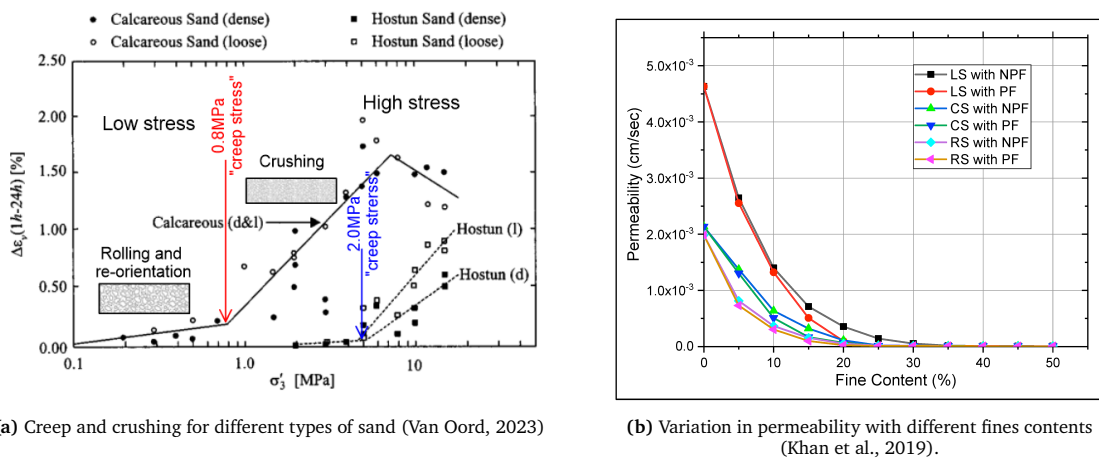 Calcareous Sand (dense)
Calcareous Sand (loose)
Hostun Sand (dense)
Hostun Sand (loose)
2.50
2.00
1.50
1.00
0.50
0.00
Δεᵥ(1h-24h) [%]
Low stress
High stress
0.8MPa
"creep stress"
Crushing
Calcareous (d&l)
Rolling and
re-orientation
2.0MPa
"creep strerss"
Hostun (l)
Hostun (d)
0.1
1.0
10.0
σ′₃ [MPa]
(a) Creep and crushing for different types of sand (Van Oord, 2023)
5.0x10⁻³
4.0x10⁻³
3.0x10⁻³
2.0x10⁻³
1.0x10⁻³
0.0
Permeability (cm/sec)
LS with NPF
LS with PF
CS with NPF
CS with PF
RS with NPF
RS with PF
0 10 20 30 40 50
Fine Content (%)
(b) Variation in permeability with different fines contents
(Khan et al., 2019).